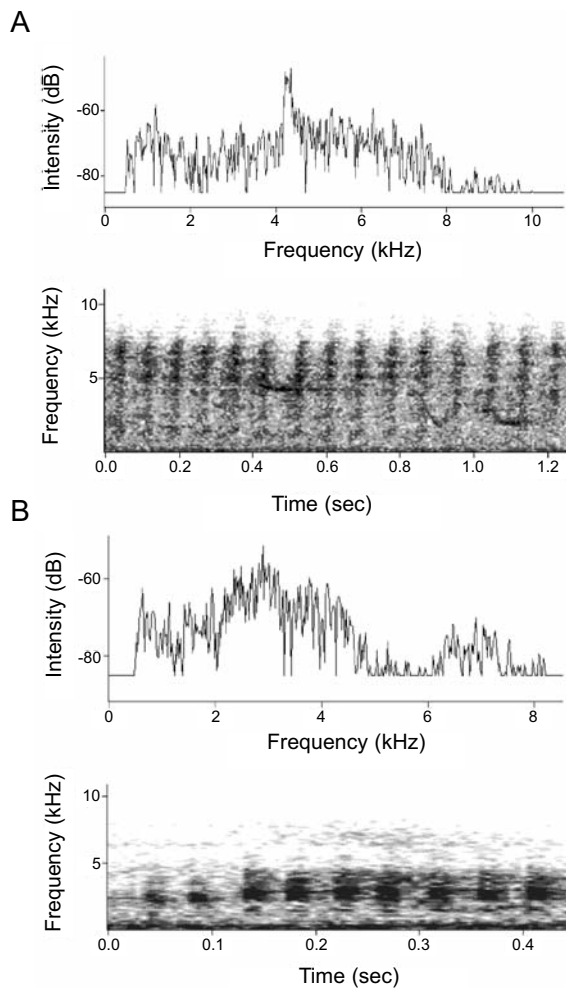 A
Intensity (dB)
-60
-80
0 2 4 6 8 10
Frequency (kHz)
Frequency (kHz)
10
5
0.0 0.2 0.4 0.6 0.8 1.0 1.2
Time (sec)
B
Intensity (dB)
-60
-80
0 2 4 6 8
Frequency (kHz)
Frequency (kHz)
10
5
0.0 0.1 0.2 0.3 0.4
Time (sec)